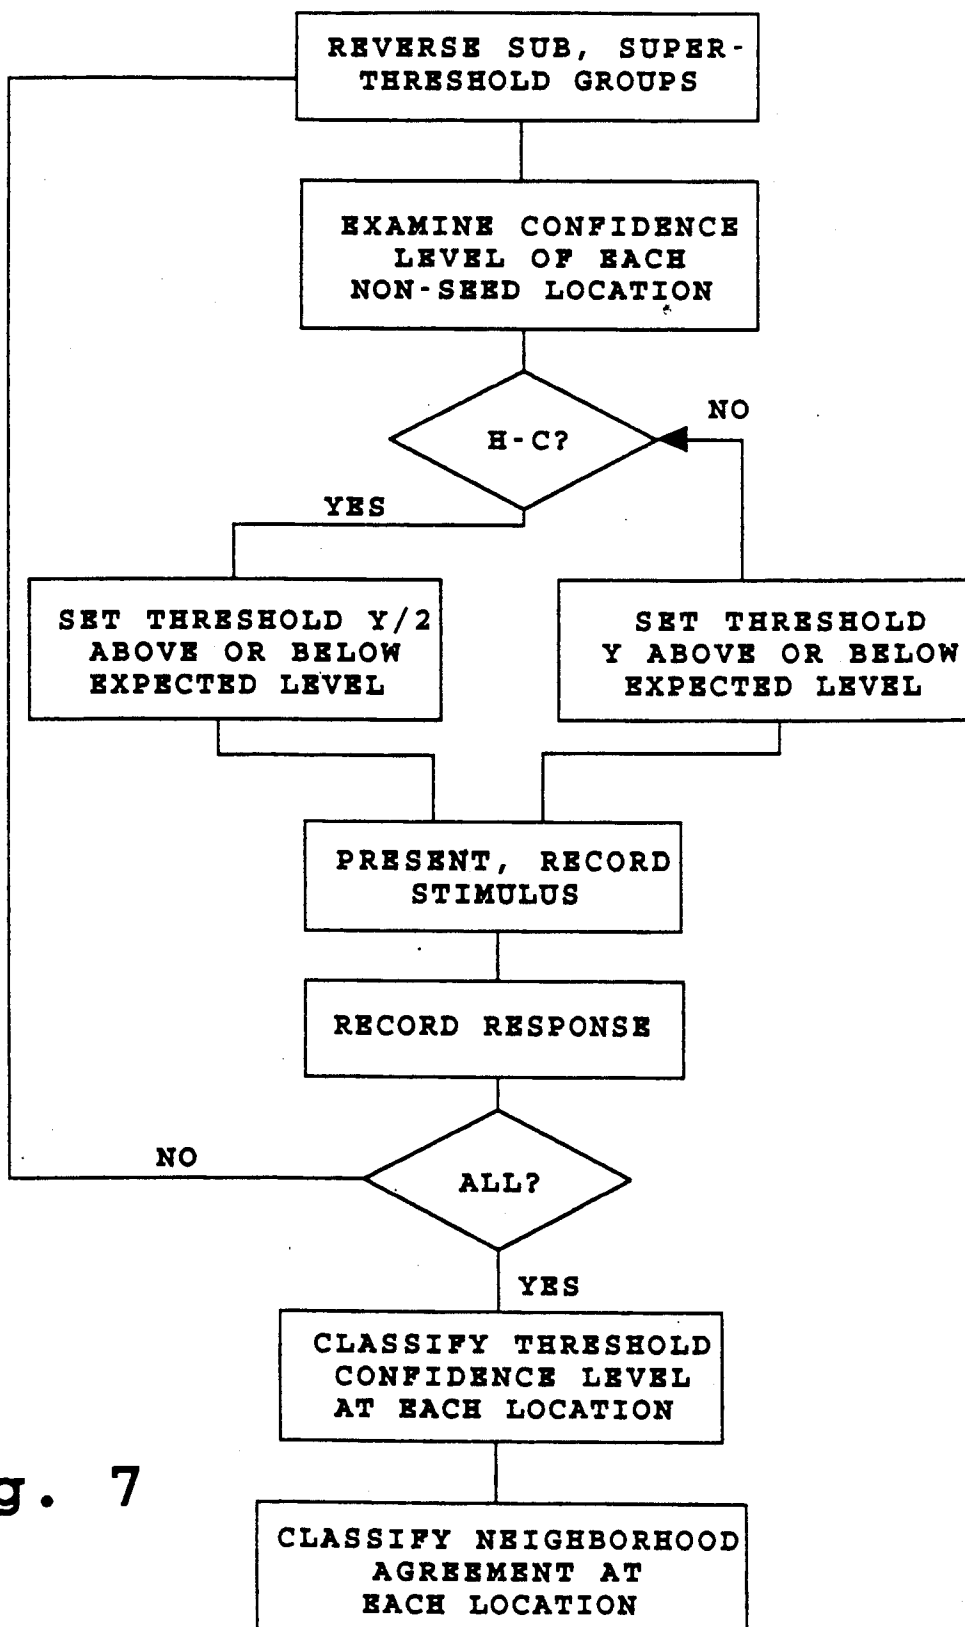 REVERSE SUB, SUPER-
THRESHOLD GROUPS
EXAMINE CONFIDENCE
LEVEL OF EACH
NON-SEED LOCATION
H-C?
NO
YES
SET THRESHOLD Y/2
ABOVE OR BELOW
EXPECTED LEVEL
SET THRESHOLD
Y ABOVE OR BELOW
EXPECTED LEVEL
PRESENT, RECORD
STIMULUS
RECORD RESPONSE
NO
ALL?
YES
CLASSIFY THRESHOLD
CONFIDENCE LEVEL
AT EACH LOCATION
g. 7
CLASSIFY NEIGHBORHOOD
AGREEMENT AT
EACH LOCATION